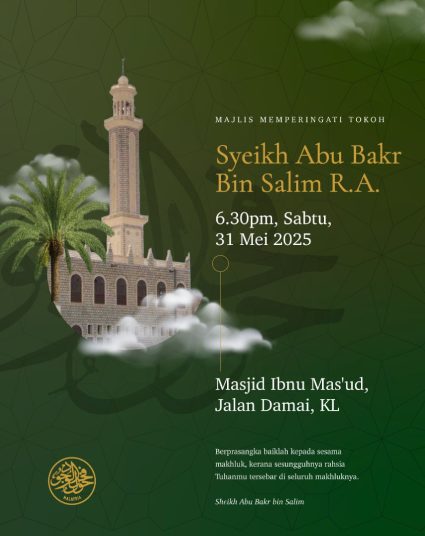 MAJLIS MEMPERINGATI TOKOH
Syeikh Abu Bakr
Bin Salim R.A.
6.30pm, Sabtu,
31 Mei 2025
Masjid Ibnu Mas'ud,
Jalan Damai, KL
Berprasangka baiklah kepada sesama
makhluk, kerana sesungguhnya rahsia
Tuhanmu tersebar di seluruh makhluknya.
Sheikh Abu Bakr bin Salim
MALAYSIA